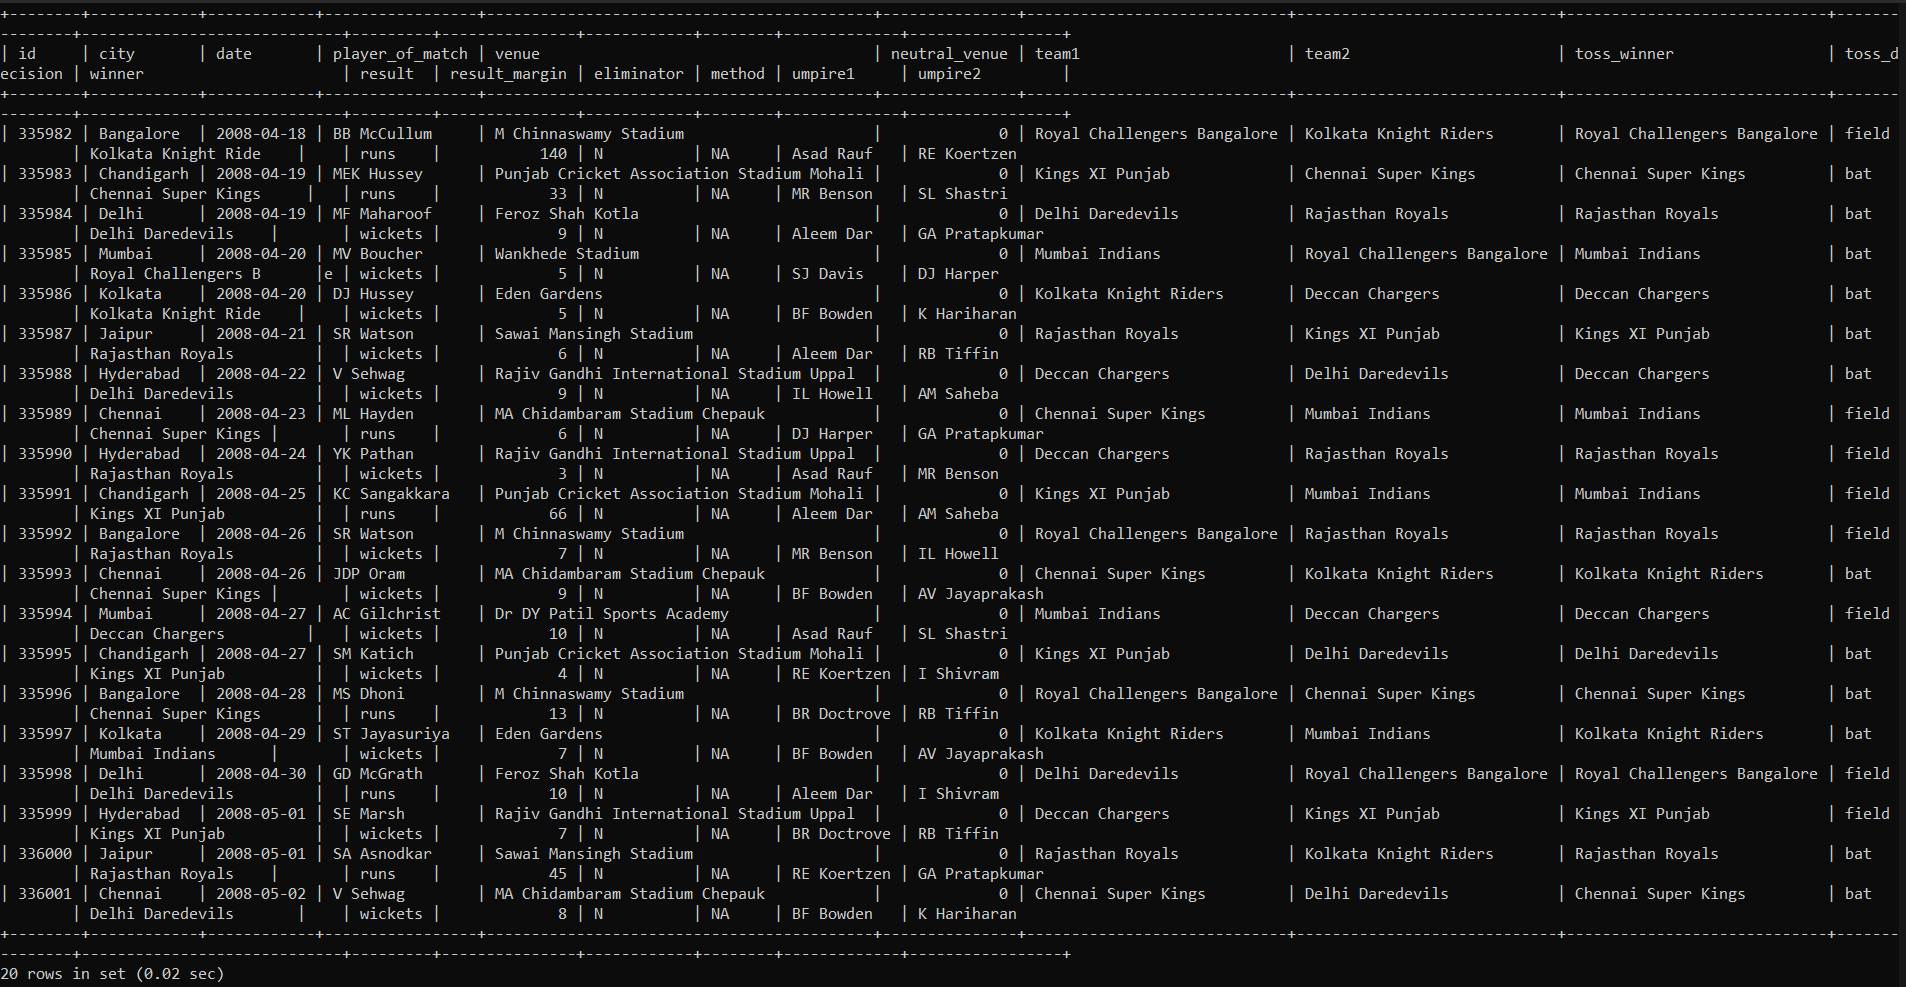 +--------+------------+------------+-----------------+-------------------------------------------+---------------+-----------------------------+-----------------------------+-----------------------------+-------
--------+----------------------------+---------+---------------+------------+--------+-------------+-----------------+
| id     | city       | date       | player_of_match | venue                                     | neutral_venue | team1                       | team2                       | toss_winner                 | toss_d
ecision | winner                      | result  | result_margin | eliminator | method | umpire1     | umpire2         |
+--------+------------+------------+-----------------+-------------------------------------------+---------------+-----------------------------+-----------------------------+-----------------------------+-------
--------+----------------------------+---------+---------------+------------+--------+-------------+-----------------+
| 335982 | Bangalore  | 2008-04-18 | BB McCullum     | M Chinnaswamy Stadium                     |             0 | Royal Challengers Bangalore | Kolkata Knight Riders       | Royal Challengers Bangalore | field
        | Kolkata Knight Ride    |    | runs    |           140 | N          | NA     | Asad Rauf   | RE Koertzen
| 335983 | Chandigarh | 2008-04-19 | MEK Hussey      | Punjab Cricket Association Stadium Mohali |             0 | Kings XI Punjab             | Chennai Super Kings         | Chennai Super Kings         | bat
        | Chennai Super Kings     |   | runs    |            33 | N          | NA     | MR Benson   | SL Shastri
| 335984 | Delhi      | 2008-04-19 | MF Maharoof     | Feroz Shah Kotla                          |             0 | Delhi Daredevils            | Rajasthan Royals            | Rajasthan Royals            | bat
        | Delhi Daredevils    |       | wickets |             9 | N          | NA     | Aleem Dar   | GA Pratapkumar
| 335985 | Mumbai     | 2008-04-20 | MV Boucher      | Wankhede Stadium                          |             0 | Mumbai Indians              | Royal Challengers Bangalore | Mumbai Indians              | bat
        | Royal Challengers B      |e | wickets |             5 | N          | NA     | SJ Davis    | DJ Harper
| 335986 | Kolkata    | 2008-04-20 | DJ Hussey       | Eden Gardens                              |             0 | Kolkata Knight Riders       | Deccan Chargers             | Deccan Chargers             | bat
        | Kolkata Knight Ride    |    | wickets |             5 | N          | NA     | BF Bowden   | K Hariharan
| 335987 | Jaipur     | 2008-04-21 | SR Watson       | Sawai Mansingh Stadium                    |             0 | Rajasthan Royals            | Kings XI Punjab             | Kings XI Punjab             | bat
        | Rajasthan Royals         |  | wickets |             6 | N          | NA     | Aleem Dar   | RB Tiffin
| 335988 | Hyderabad  | 2008-04-22 | V Sehwag        | Rajiv Gandhi International Stadium Uppal  |             0 | Deccan Chargers             | Delhi Daredevils            | Deccan Chargers             | bat
        | Delhi Daredevils         |  | wickets |             9 | N          | NA     | IL Howell   | AM Saheba
| 335989 | Chennai    | 2008-04-23 | ML Hayden       | MA Chidambaram Stadium Chepauk            |             0 | Chennai Super Kings         | Mumbai Indians              | Mumbai Indians              | field
        | Chennai Super Kings |       | runs    |             6 | N          | NA     | DJ Harper   | GA Pratapkumar
| 335990 | Hyderabad  | 2008-04-24 | YK Pathan       | Rajiv Gandhi International Stadium Uppal  |             0 | Deccan Chargers             | Rajasthan Royals            | Rajasthan Royals            | field
        | Rajasthan Royals         |  | wickets |             3 | N          | NA     | Asad Rauf   | MR Benson
| 335991 | Chandigarh | 2008-04-25 | KC Sangakkara   | Punjab Cricket Association Stadium Mohali |             0 | Kings XI Punjab             | Mumbai Indians              | Mumbai Indians              | field
        | Kings XI Punjab          |  | runs    |            66 | N          | NA     | Aleem Dar   | AM Saheba
| 335992 | Bangalore  | 2008-04-26 | SR Watson       | M Chinnaswamy Stadium                     |             0 | Royal Challengers Bangalore | Rajasthan Royals            | Rajasthan Royals            | field
        | Rajasthan Royals         |  | wickets |             7 | N          | NA     | MR Benson   | IL Howell
| 335993 | Chennai    | 2008-04-26 | JDP Oram        | MA Chidambaram Stadium Chepauk            |             0 | Chennai Super Kings         | Kolkata Knight Riders       | Kolkata Knight Riders       | bat
        | Chennai Super Kings |       | wickets |             9 | N          | NA     | BF Bowden   | AV Jayaprakash
| 335994 | Mumbai     | 2008-04-27 | AC Gilchrist    | Dr DY Patil Sports Academy                |             0 | Mumbai Indians              | Deccan Chargers             | Deccan Chargers             | field
        | Deccan Chargers         |   | wickets |            10 | N          | NA     | Asad Rauf   | SL Shastri
| 335995 | Chandigarh | 2008-04-27 | SM Katich       | Punjab Cricket Association Stadium Mohali |             0 | Kings XI Punjab             | Delhi Daredevils            | Delhi Daredevils            | bat
        | Kings XI Punjab          |  | wickets |             4 | N          | NA     | RE Koertzen | I Shivram
| 335996 | Bangalore  | 2008-04-28 | MS Dhoni        | M Chinnaswamy Stadium                     |             0 | Royal Challengers Bangalore | Chennai Super Kings         | Chennai Super Kings         | bat
        | Chennai Super Kings      |  | runs    |            13 | N          | NA     | BR Doctrove | RB Tiffin
| 335997 | Kolkata    | 2008-04-29 | ST Jayasuriya   | Eden Gardens                              |             0 | Kolkata Knight Riders       | Mumbai Indians              | Kolkata Knight Riders       | bat
        | Mumbai Indians      |       | wickets |             7 | N          | NA     | BF Bowden   | AV Jayaprakash
| 335998 | Delhi      | 2008-04-30 | GD McGrath      | Feroz Shah Kotla                          |             0 | Delhi Daredevils            | Royal Challengers Bangalore | Royal Challengers Bangalore | field
        | Delhi Daredevils         |  | runs    |            10 | N          | NA     | Aleem Dar   | I Shivram
| 335999 | Hyderabad  | 2008-05-01 | SE Marsh        | Rajiv Gandhi International Stadium Uppal  |             0 | Deccan Chargers             | Kings XI Punjab             | Kings XI Punjab             | field
        | Kings XI Punjab          |  | wickets |             7 | N          | NA     | BR Doctrove | RB Tiffin
| 336000 | Jaipur     | 2008-05-01 | SA Asnodkar     | Sawai Mansingh Stadium                    |             0 | Rajasthan Royals            | Kolkata Knight Riders       | Rajasthan Royals            | bat
        | Rajasthan Royals    |       | runs    |            45 | N          | NA     | RE Koertzen | GA Pratapkumar
| 336001 | Chennai    | 2008-05-02 | V Sehwag        | MA Chidambaram Stadium Chepauk            |             0 | Chennai Super Kings         | Delhi Daredevils            | Chennai Super Kings         | bat
        | Delhi Daredevils       |    | wickets |             8 | N          | NA     | BF Bowden   | K Hariharan
+--------+------------+------------+-----------------+-------------------------------------------+---------------+-----------------------------+-----------------------------+-----------------------------+-------
--------+----------------------------+---------+---------------+------------+--------+-------------+-----------------+
20 rows in set (0.02 sec)